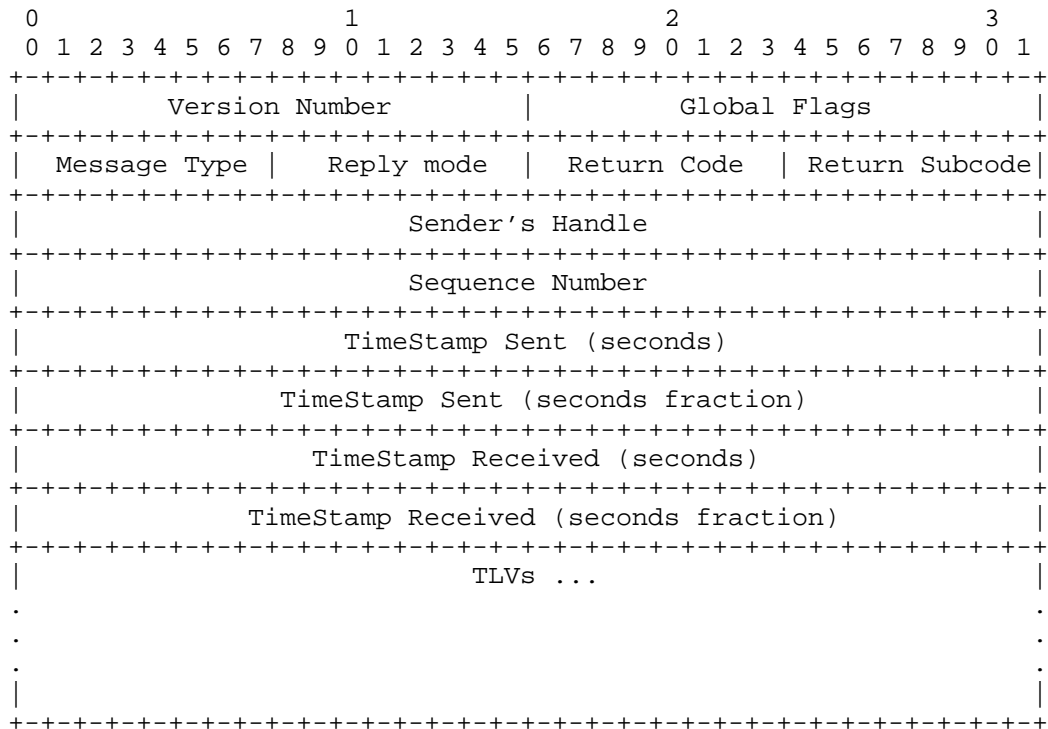 0                   1                   2                   3
 0 1 2 3 4 5 6 7 8 9 0 1 2 3 4 5 6 7 8 9 0 1 2 3 4 5 6 7 8 9 0 1
+-+-+-+-+-+-+-+-+-+-+-+-+-+-+-+-+-+-+-+-+-+-+-+-+-+-+-+-+-+-+-+-+
|         Version Number        |         Global Flags          |
+-+-+-+-+-+-+-+-+-+-+-+-+-+-+-+-+-+-+-+-+-+-+-+-+-+-+-+-+-+-+-+-+
|  Message Type |   Reply mode  |  Return Code  | Return Subcode|
+-+-+-+-+-+-+-+-+-+-+-+-+-+-+-+-+-+-+-+-+-+-+-+-+-+-+-+-+-+-+-+-+
|                        Sender’s Handle                        |
+-+-+-+-+-+-+-+-+-+-+-+-+-+-+-+-+-+-+-+-+-+-+-+-+-+-+-+-+-+-+-+-+
|                        Sequence Number                        |
+-+-+-+-+-+-+-+-+-+-+-+-+-+-+-+-+-+-+-+-+-+-+-+-+-+-+-+-+-+-+-+-+
|                    TimeStamp Sent (seconds)                   |
+-+-+-+-+-+-+-+-+-+-+-+-+-+-+-+-+-+-+-+-+-+-+-+-+-+-+-+-+-+-+-+-+
|                TimeStamp Sent (seconds fraction)              |
+-+-+-+-+-+-+-+-+-+-+-+-+-+-+-+-+-+-+-+-+-+-+-+-+-+-+-+-+-+-+-+-+
|                  TimeStamp Received (seconds)                 |
+-+-+-+-+-+-+-+-+-+-+-+-+-+-+-+-+-+-+-+-+-+-+-+-+-+-+-+-+-+-+-+-+
|              TimeStamp Received (seconds fraction)            |
+-+-+-+-+-+-+-+-+-+-+-+-+-+-+-+-+-+-+-+-+-+-+-+-+-+-+-+-+-+-+-+-+
|                            TLVs ...                           |
.                                                               .
.                                                               .
.                                                               .
|                                                               |
+-+-+-+-+-+-+-+-+-+-+-+-+-+-+-+-+-+-+-+-+-+-+-+-+-+-+-+-+-+-+-+-+